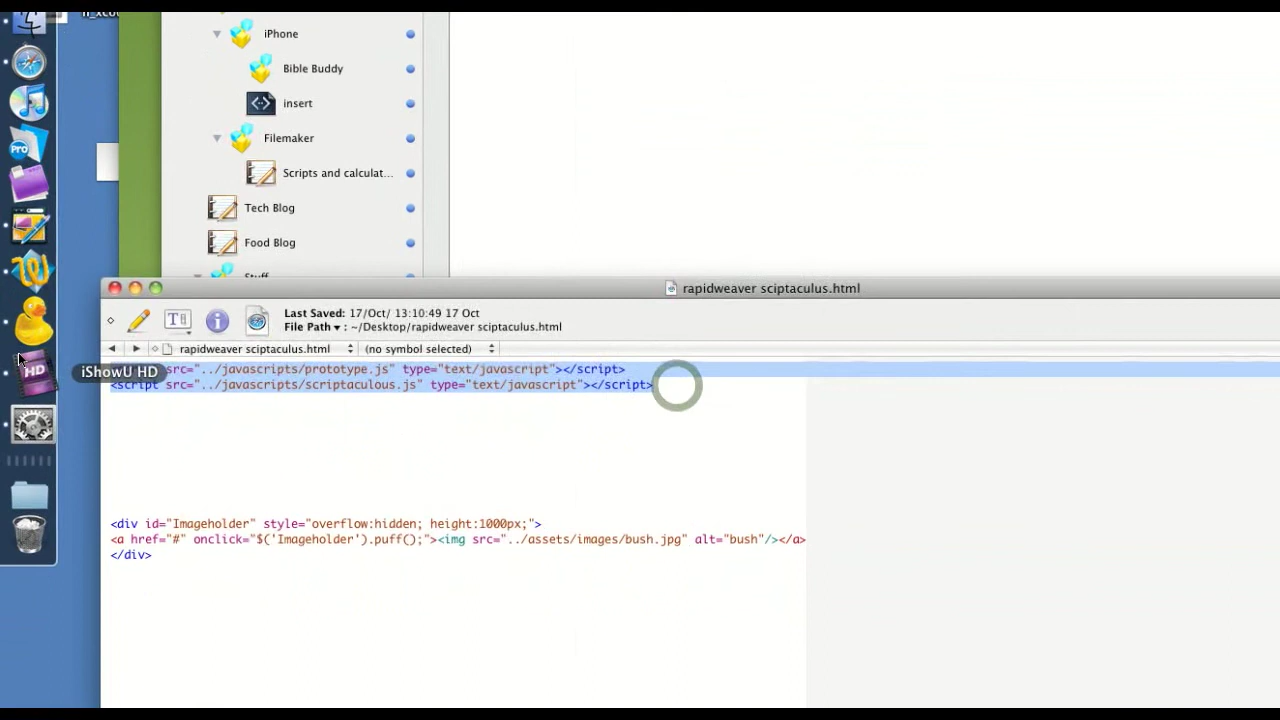 iPhone
Bible Buddy
insert
Filemaker
Scripts and calculat...
Tech Blog
Food Blog
Stuff
rapidweaver sciptaculus.html
Last Saved: 17/Oct/ 13:10:49 17 Oct
File Path ▾ : ~/Desktop/rapidweaver sciptaculus.html
rapidweaver sciptaculus.html (no symbol selected)
PRO
HD
iShowU HD
src="../javascripts/prototype.js" type="text/javascript"></script>
<script src="../javascripts/scriptaculous.js" type="text/javascript"></script>
<div id="Imageholder" style="overflow:hidden; height:1000px;">
<a href="#" onclick="$('Imageholder').puff();"><img src="../assets/images/bush.jpg" alt="bush"/></a>
</div>